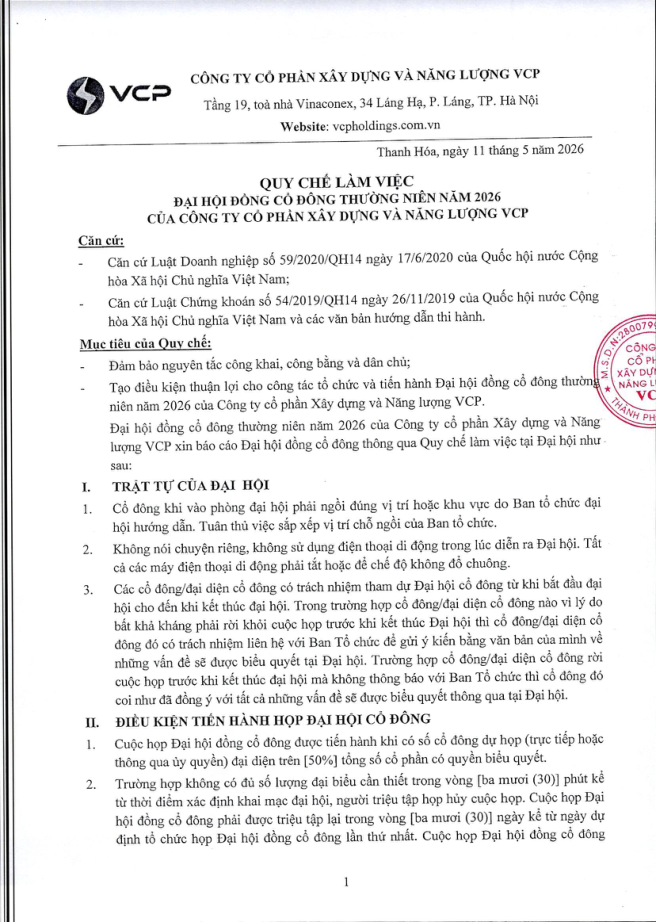 VCP
CÔNG TY CỔ PHẦN XÂY DỰNG VÀ NĂNG LƯỢNG VCP
Tầng 19, toà nhà Vinaconex, 34 Láng Hạ, P. Láng, TP. Hà Nội
Website: vcpholdings.com.vn
Thanh Hóa, ngày 11 tháng 5 năm 2026
QUY CHẾ LÀM VIỆC
ĐẠI HỘI ĐỒNG CỔ ĐÔNG THƯỜNG NIÊN NĂM 2026
CỦA CÔNG TY CỔ PHẦN XÂY DỰNG VÀ NĂNG LƯỢNG VCP
Căn cứ:
- Căn cứ Luật Doanh nghiệp số 59/2020/QH14 ngày 17/6/2020 của Quốc hội nước Cộng
hòa Xã hội Chủ nghĩa Việt Nam;
- Căn cứ Luật Chứng khoán số 54/2019/QH14 ngày 26/11/2019 của Quốc hội nước Cộng
hòa Xã hội Chủ nghĩa Việt Nam và các văn bản hướng dẫn thi hành.
Mục tiêu của Quy chế:
- Đảm bảo nguyên tắc công khai, công bằng và dân chủ;
- Tạo điều kiện thuận lợi cho công tác tổ chức và tiến hành Đại hội đồng cổ đông thường
niên năm 2026 của Công ty cổ phần Xây dựng và Năng lượng VCP.
Đại hội đồng cổ đông thường niên năm 2026 của Công ty cổ phần Xây dựng và Năng
lượng VCP xin báo cáo Đại hội đồng cổ đông thông qua Quy chế làm việc tại Đại hội như
sau:
M.S.D.N:280079
CÔNG
CỔ PH
XÂY DỰN
NĂNG LƯ
VC
THÀNH PH
I. TRẬT TỰ CỦA ĐẠI HỘI
1. Cổ đông khi vào phòng đại hội phải ngồi đúng vị trí hoặc khu vực do Ban tổ chức đại
hội hướng dẫn. Tuân thủ việc sắp xếp vị trí chỗ ngồi của Ban tổ chức.
2. Không nói chuyện riêng, không sử dụng điện thoại di động trong lúc diễn ra Đại hội. Tất
cả các máy điện thoại di động phải tắt hoặc để chế độ không đổ chuông.
3. Các cổ đông/đại diện cổ đông có trách nhiệm tham dự Đại hội cổ đông từ khi bắt đầu đại
hội cho đến khi kết thúc đại hội. Trong trường hợp cổ đông/đại diện cổ đông nào vì lý do
bất khả kháng phải rời khỏi cuộc họp trước khi kết thúc Đại hội thì cổ đông/đại diện cổ
đông đó có trách nhiệm liên hệ với Ban Tổ chức để gửi ý kiến bằng văn bản của mình về
những vấn đề sẽ được biểu quyết tại Đại hội. Trường hợp cổ đông/đại diện cổ đông rời
cuộc họp trước khi kết thúc đại hội mà không thông báo với Ban Tổ chức thì cổ đông đó
coi như đã đồng ý với tất cả những vấn đề sẽ được biểu quyết thông qua tại Đại hội.
II. ĐIỀU KIỆN TIẾN HÀNH HỌP ĐẠI HỘI CỔ ĐÔNG
1. Cuộc họp Đại hội đồng cổ đông được tiến hành khi có số cổ đông dự họp (trực tiếp hoặc
thông qua ủy quyền) đại diện trên [50%] tổng số cổ phần có quyền biểu quyết.
2. Trường hợp không có đủ số lượng đại biểu cần thiết trong vòng [ba mươi (30)] phút kể
từ thời điểm xác định khai mạc đại hội, người triệu tập họp hủy cuộc họp. Cuộc họp Đại
hội đồng cổ đông phải được triệu tập lại trong vòng [ba mươi (30)] ngày kể từ ngày dự
định tổ chức họp Đại hội đồng cổ đông lần thứ nhất. Cuộc họp Đại hội đồng cổ đông
1